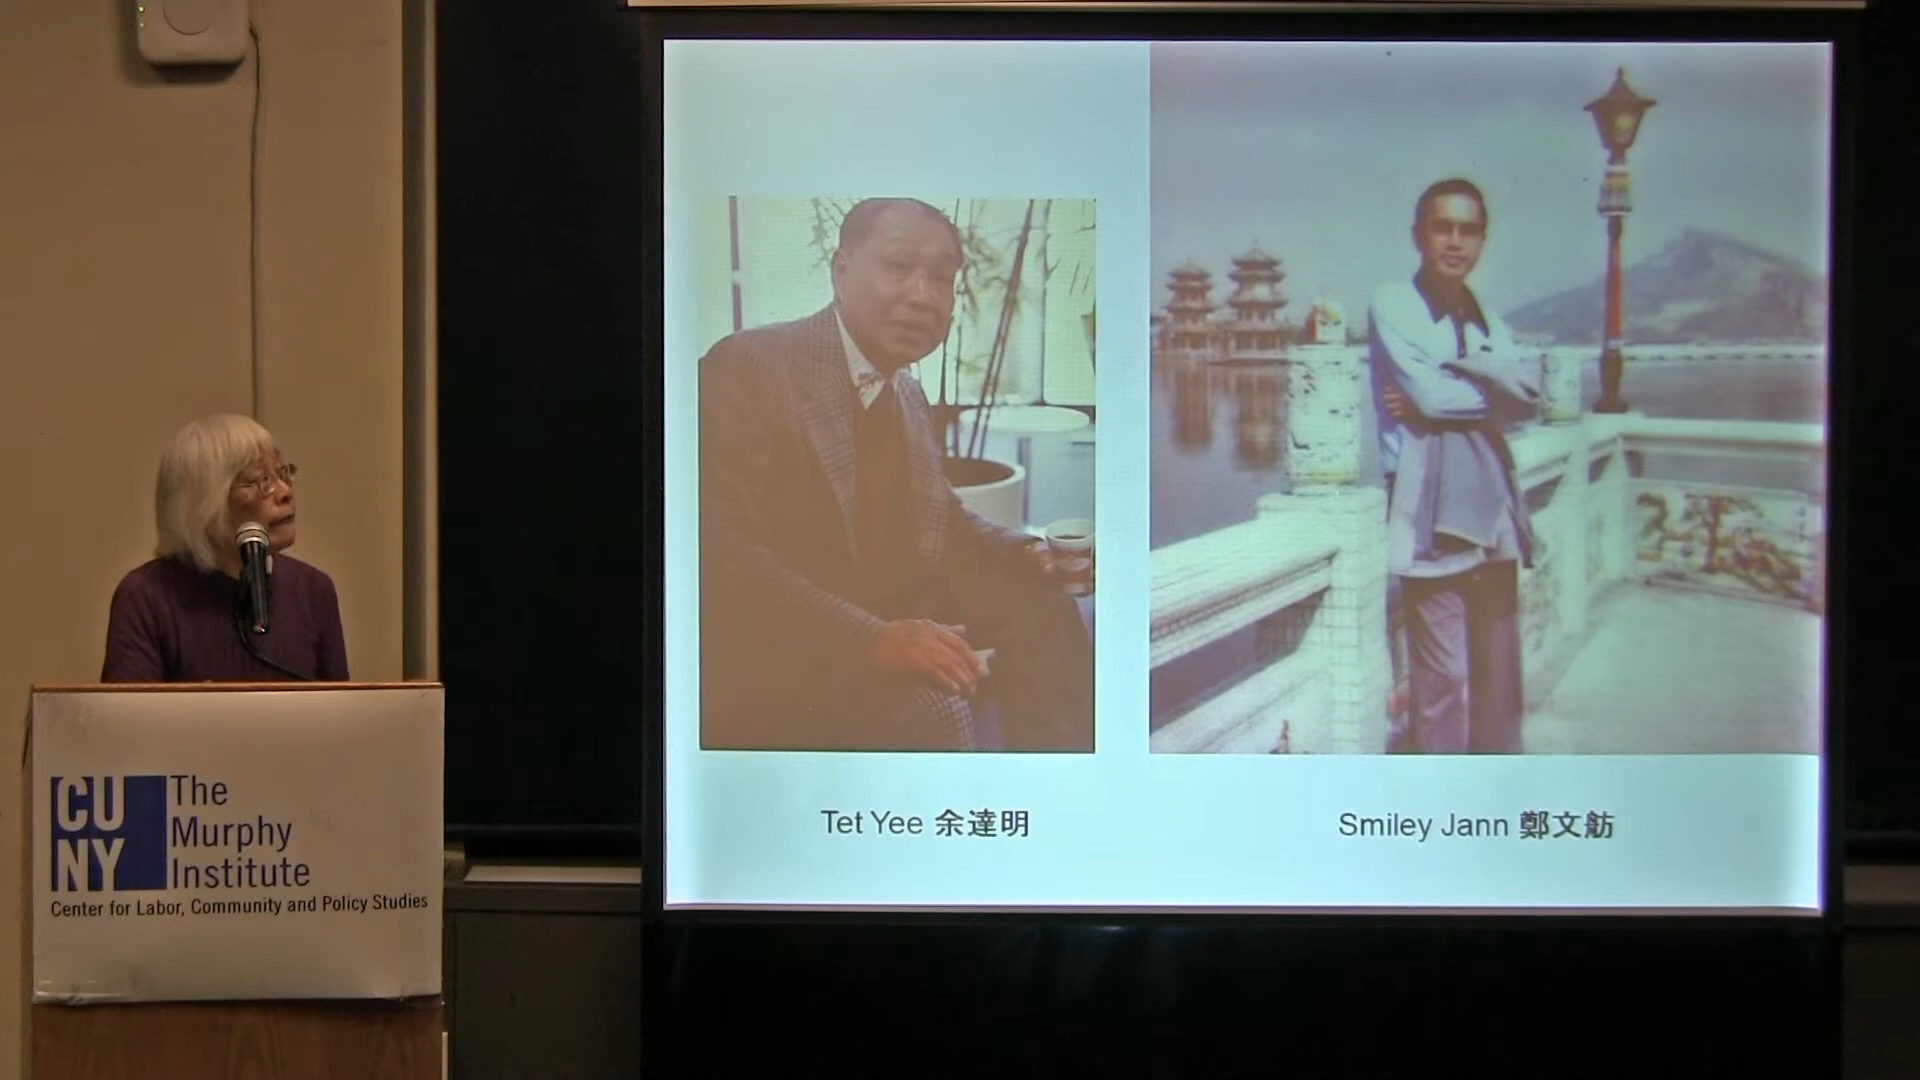 Tet Yee 余達明
Smiley Jann 鄭文舫
CU
NY
The
Murphy
Institute
Center for Labor, Community and Policy Studies